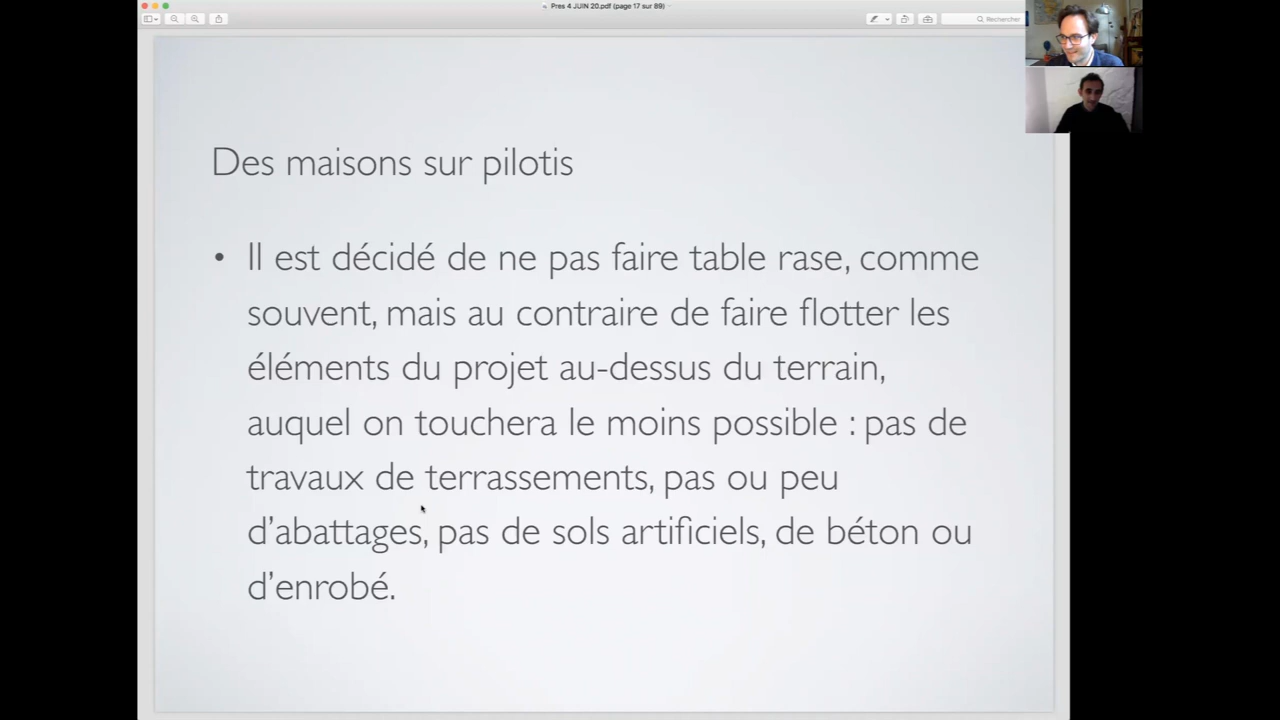 Pres 4 JUIN 20.pdf (page 17 sur 89)
Rechercher
Des maisons sur pilotis
• Il est décidé de ne pas faire table rase, comme
souvent, mais au contraire de faire flotter les
éléments du projet au-dessus du terrain,
auquel on touchera le moins possible : pas de
travaux de terrassements, pas ou peu
d’abattages, pas de sols artificiels, de béton ou
d’enrobé.